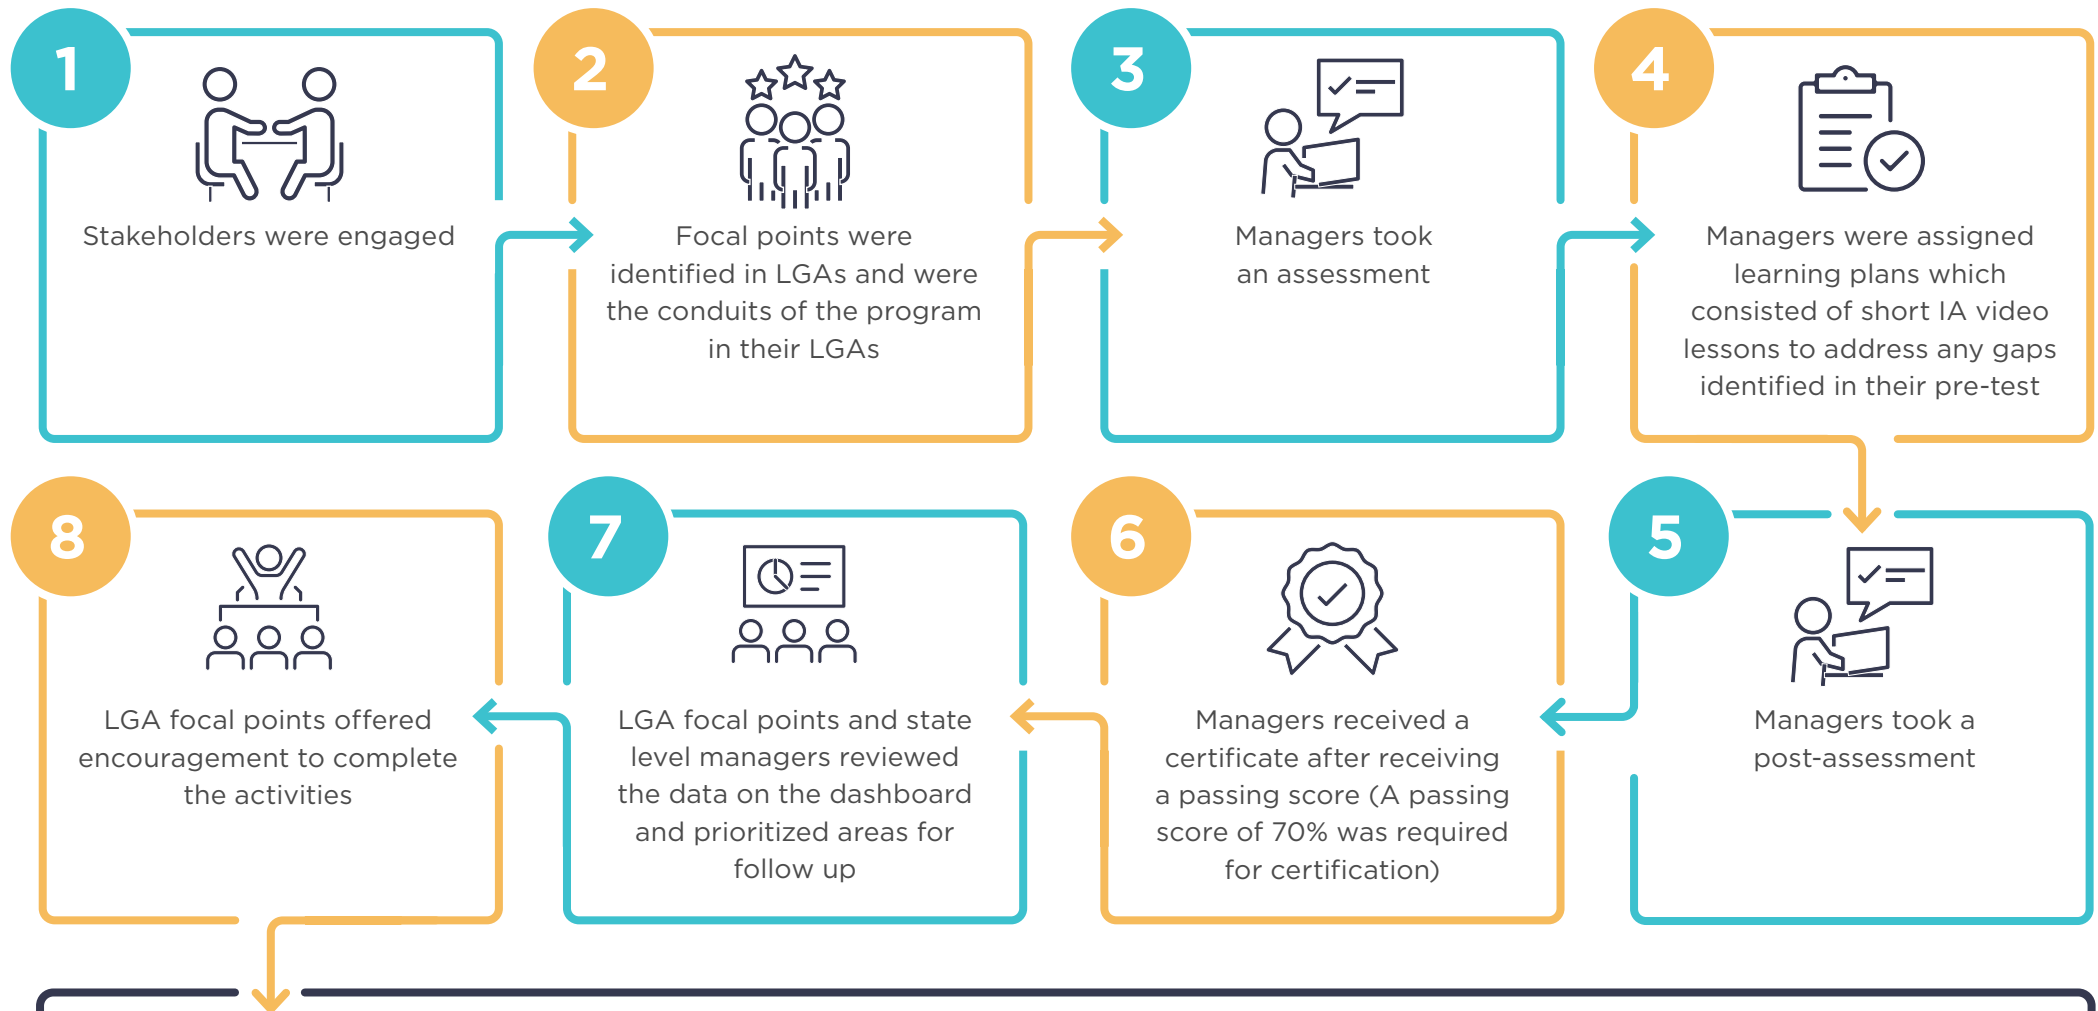 1
Stakeholders were engaged
2
Focal points were
identified in LGAs and were
the conduits of the program
in their LGAs
3
Managers took
an assessment
4
Managers were assigned
learning plans which
consisted of short IA video
lessons to address any gaps
identified in their pre-test
5
Managers took a
post-assessment
6
Managers received a
certificate after receiving
a passing score (A passing
score of 70% was required
for certification)
7
LGA focal points and state
level managers reviewed
the data on the dashboard
and prioritized areas for
follow up
8
LGA focal points offered
encouragement to complete
the activities